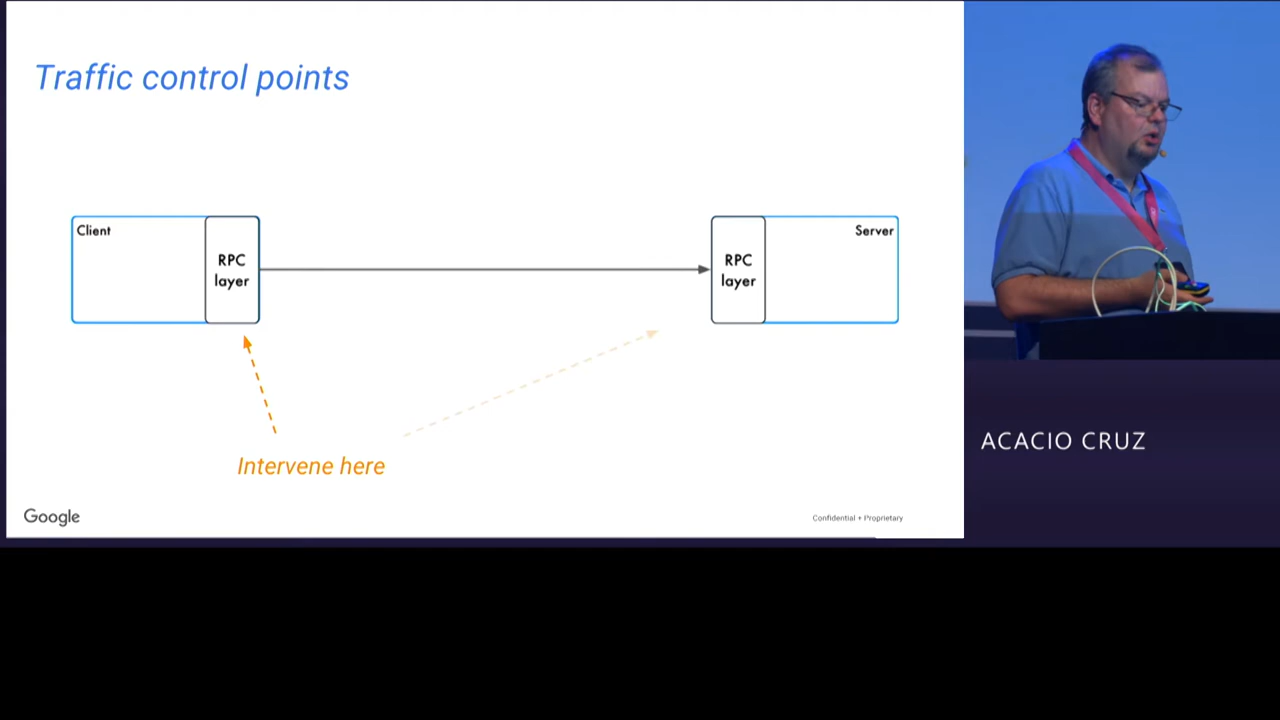 Traffic control points
Client
RPC
layer
RPC
layer
Server
Intervene here
Google
Confidential + Proprietary
ACACIO CRUZ